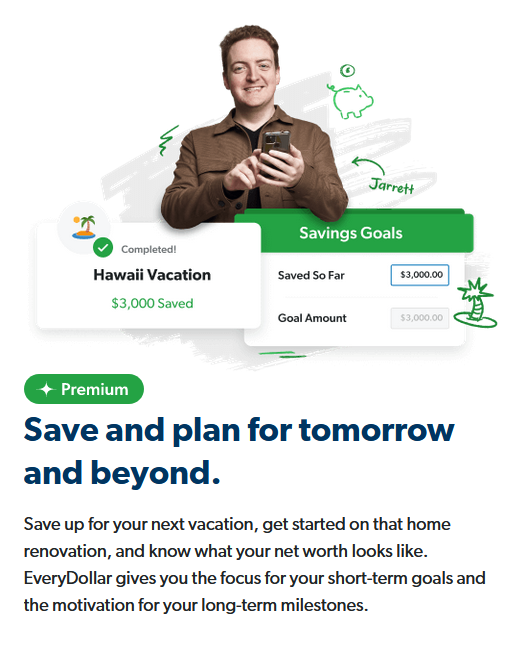 6
Jarrett
Savings Goals
Completed!
Hawaii Vacation
$3,000 Saved
Saved So Far
$3,000.00
Goal Amount
$3,000.00
Premium
Save and plan for tomorrow
and beyond.
Save up for your next vacation, get started on that home
renovation, and know what your net worth looks like.
EveryDollar gives you the focus for your short-term goals and
the motivation for your long-term milestones.